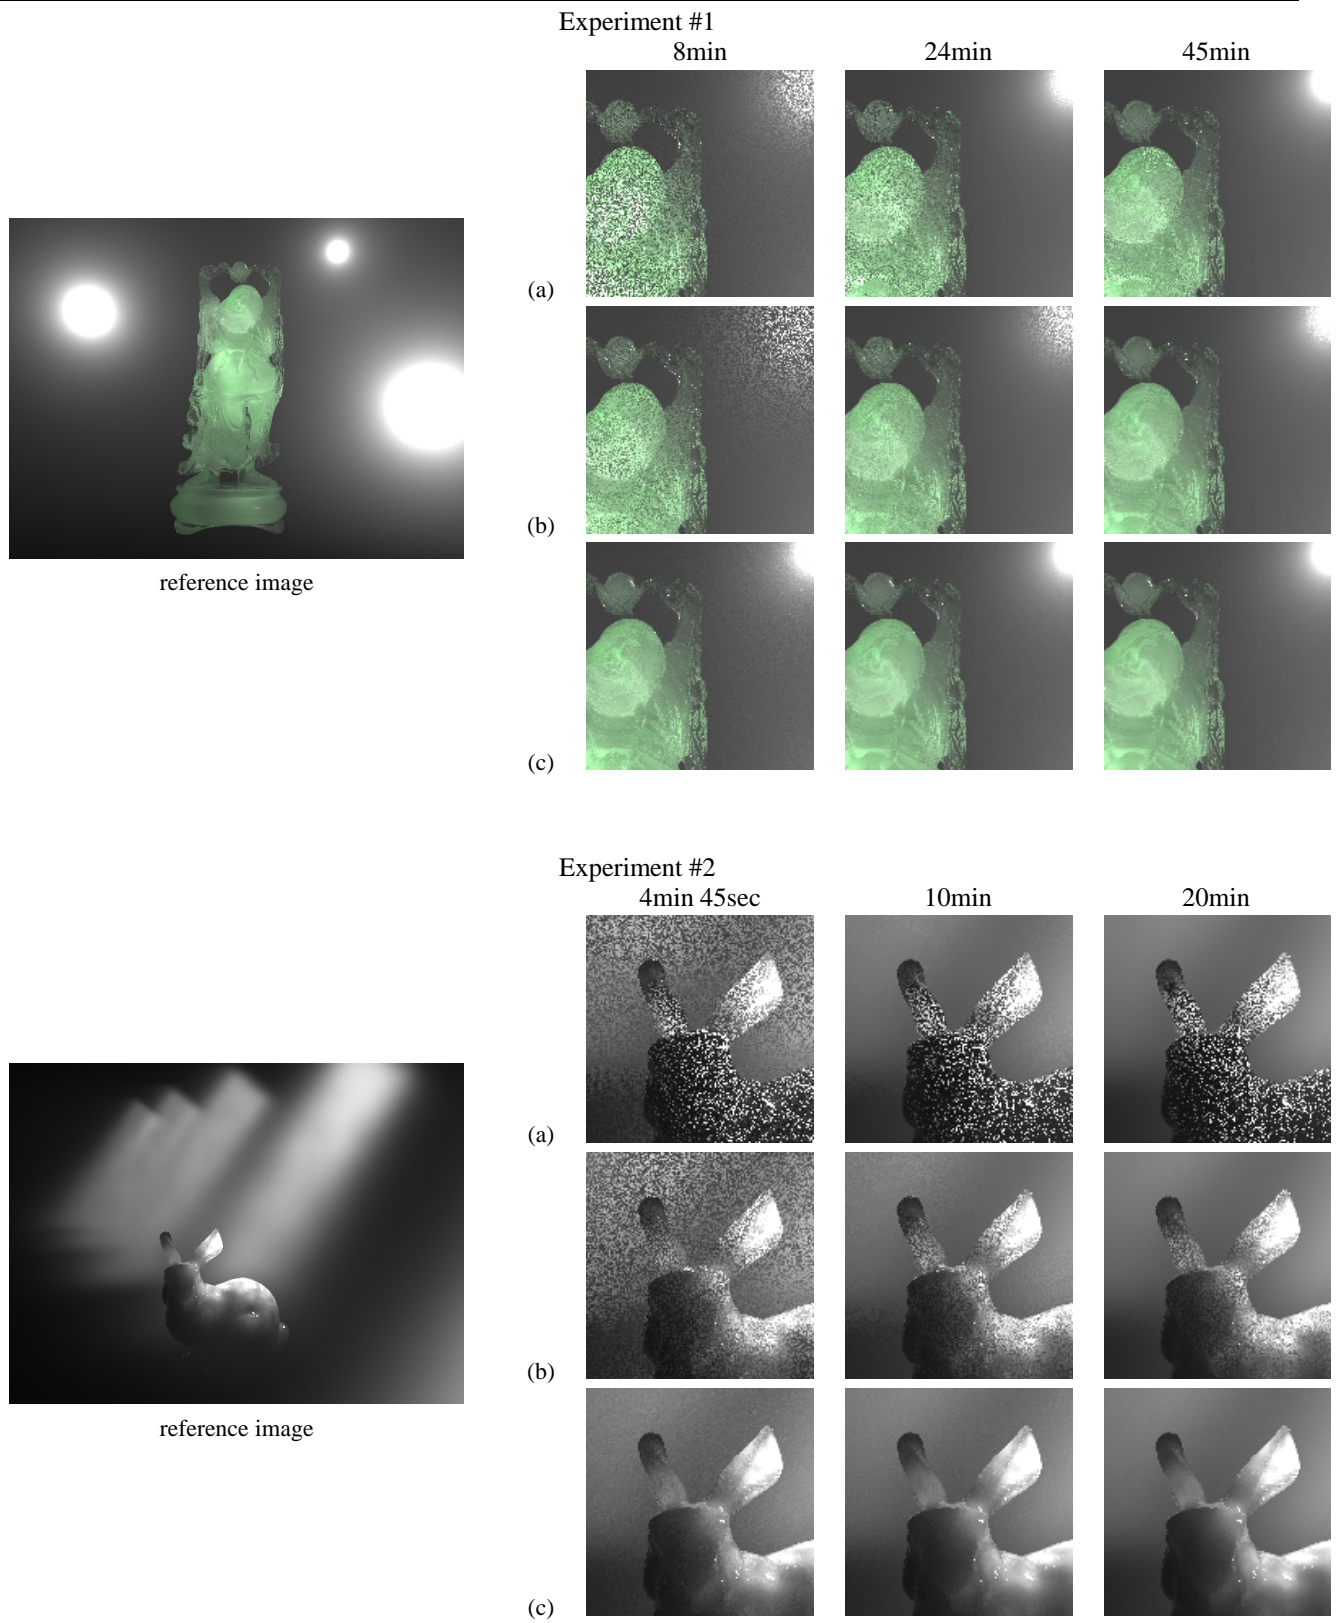 Experiment #1
8min 24min 45min
(a)
(b)
reference image
(c)
Experiment #2
4min 45sec 10min 20min
(a)
(b)
reference image
(c)